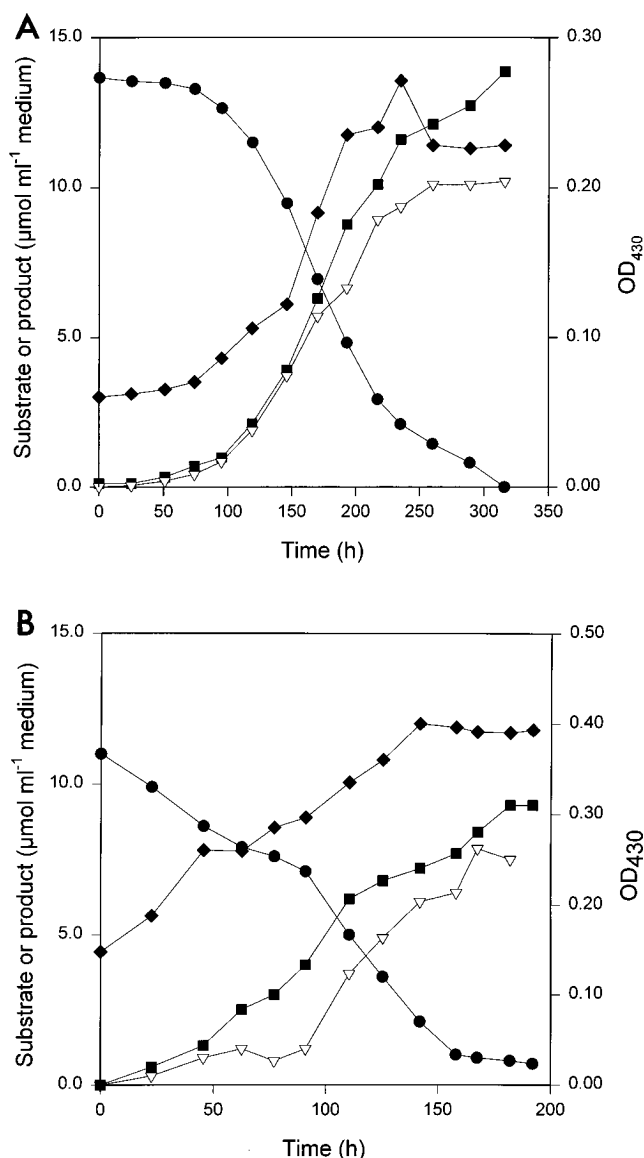 A
15.0
10.0
5.0
0.0
Substrate or product (µmol ml⁻¹ medium)
0.30
0.20
0.10
0.00
OD₄₃₀
0 50 100 150 200 250 300 350
Time (h)
B
15.0
10.0
5.0
0.0
Substrate or product (µmol ml⁻¹ medium)
0.50
0.40
0.30
0.20
0.10
0.00
OD430
0 50 100 150 200
Time (h)